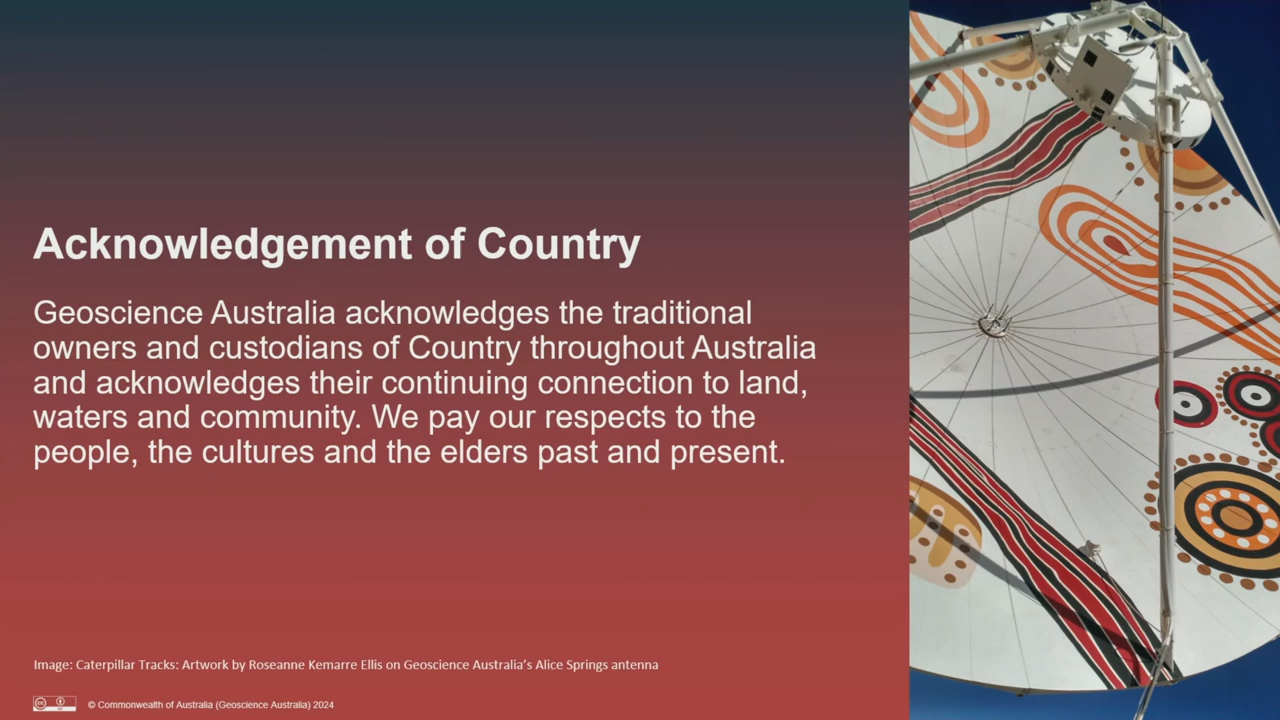 Acknowledgement of Country
Geoscience Australia acknowledges the traditional
owners and custodians of Country throughout Australia
and acknowledges their continuing connection to land,
waters and community. We pay our respects to the
people, the cultures and the elders past and present.
Image: Caterpillar Tracks: Artwork by Roseanne Kemarre Ellis on Geoscience Australia's Alice Springs antenna
© Commonwealth of Australia (Geoscience Australia) 2024